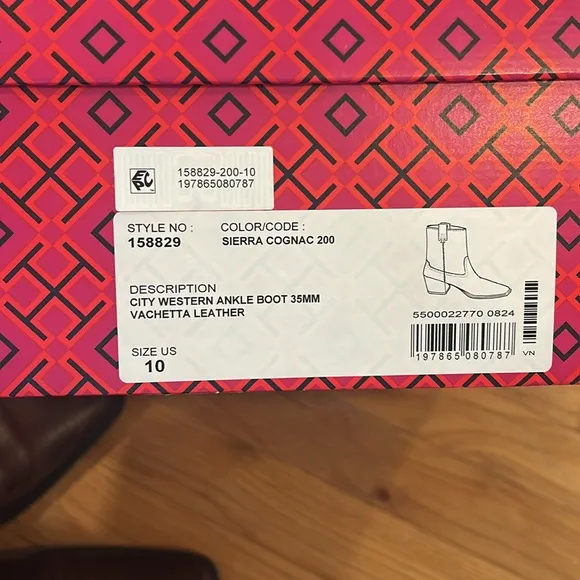 EPC
158829-200-10
197865080787
STYLE NO : COLOR/CODE :
158829 SIERRA COGNAC 200
DESCRIPTION
CITY WESTERN ANKLE BOOT 35MM
VACHETTA LEATHER
5500022770 0824
SIZE US
10
197865 080787
VN